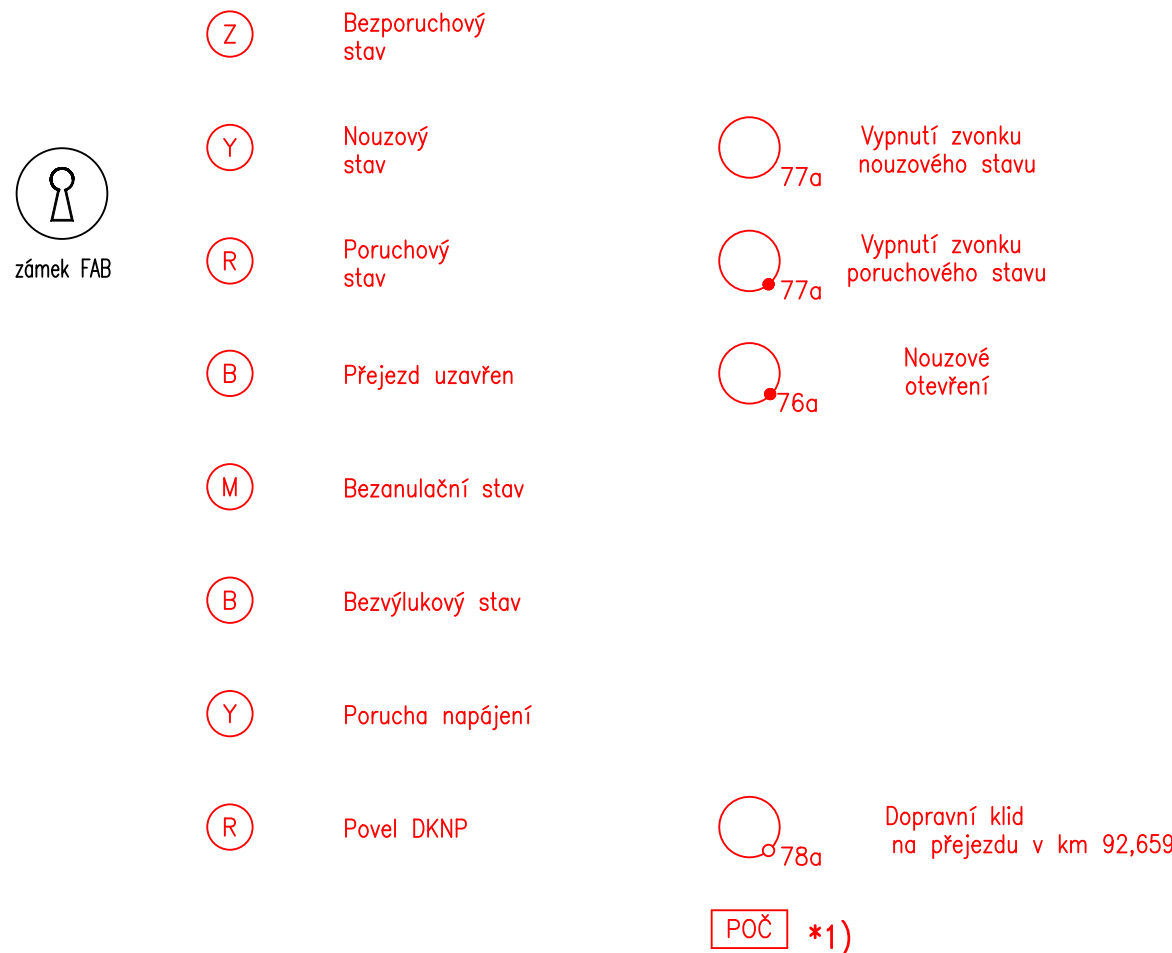 Z
Bezporuchový
stav
Y
Nouzový
stav
77a
Vypnutí zvonku
nouzového stavu
zámek FAB
R
Poruchový
stav
77a
Vypnutí zvonku
poruchového stavu
B
Přejezd uzavřen
76a
Nouzové
otevření
M
Bezanulační stav
B
Bezvýlukový stav
Y
Porucha napájení
R
Povel DKNP
78a
Dopravní klid
na přejezdu v km 92,659
POČ *1)